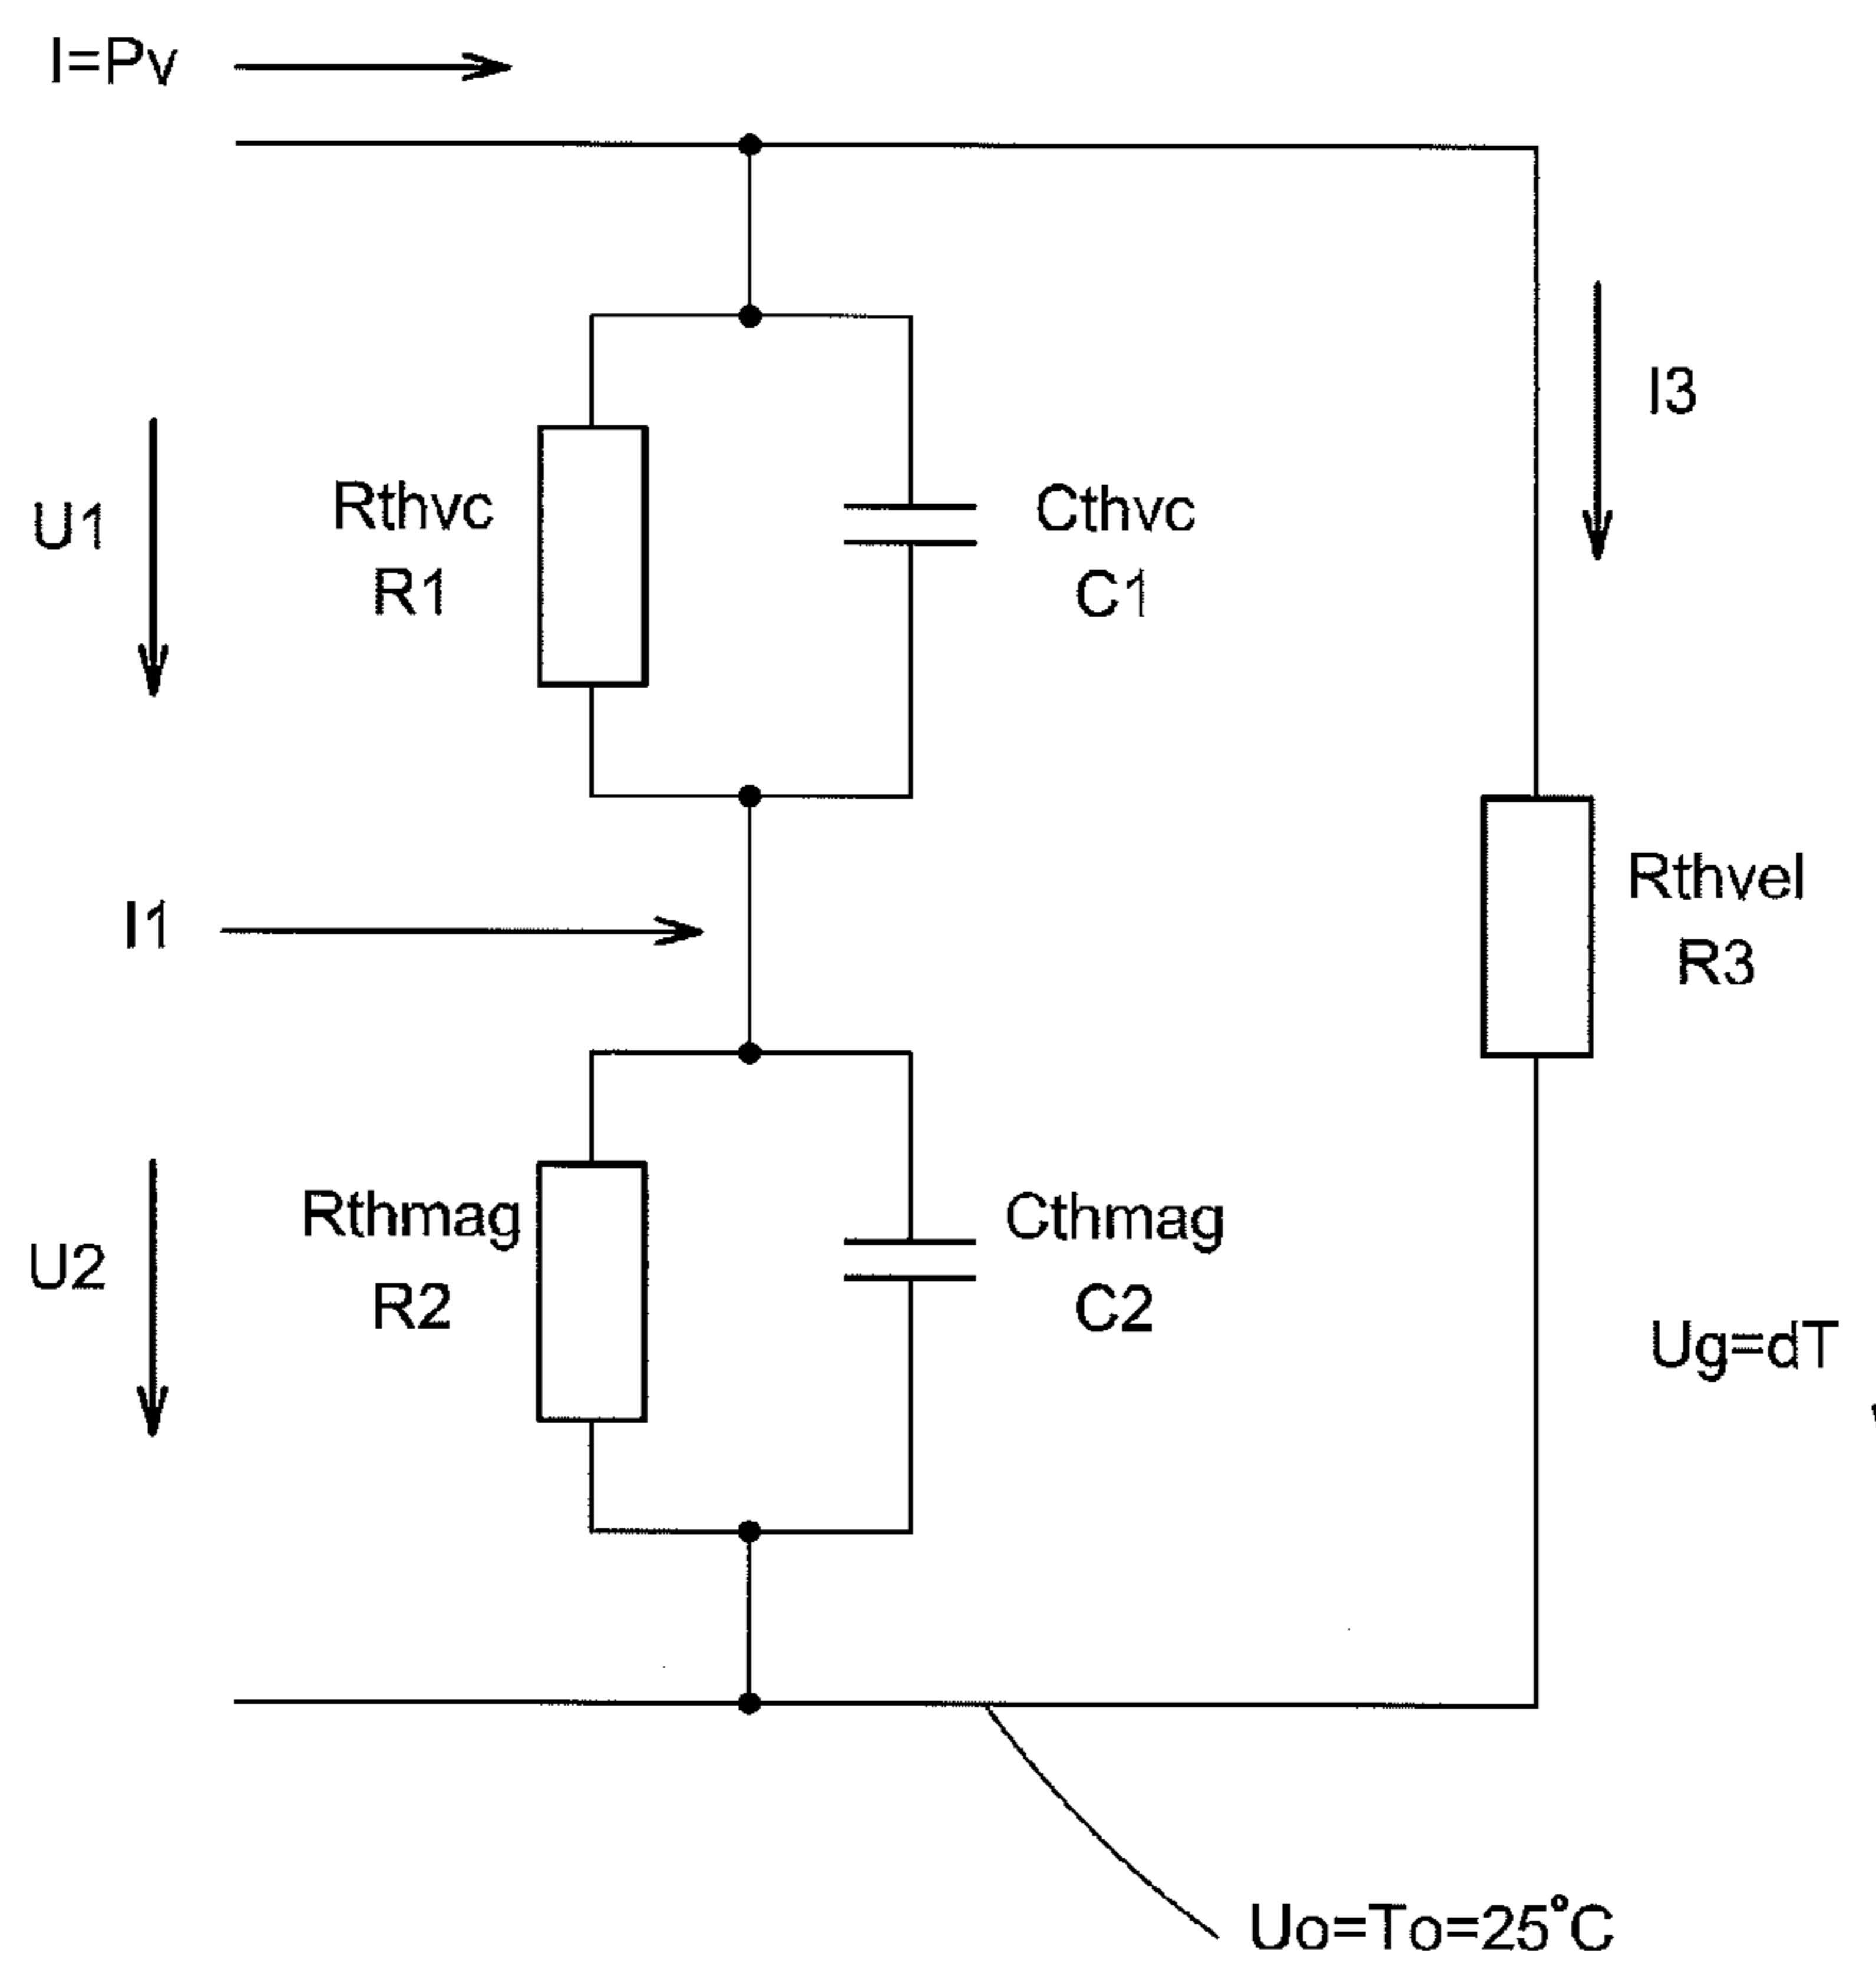 I=Pv
I3
U1
Rthvc
R1
Cthvc
C1
I1
Rthvel
R3
U2
Rthmag
R2
Cthmag
C2
Ug=dT
Uo=To=25°C